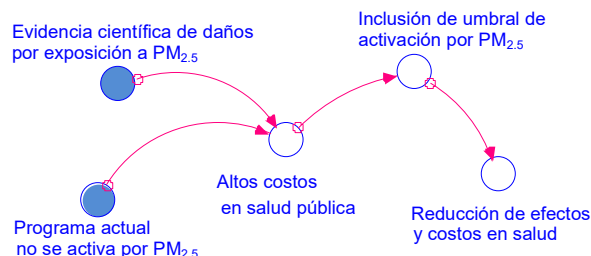 Evidencia científica de daños
por exposición a PM2.5
Inclusión de umbral de
activación por PM2.5
Altos costos
en salud pública
Programa actual
no se activa por PM2.5
Reducción de efectos
y costos en salud